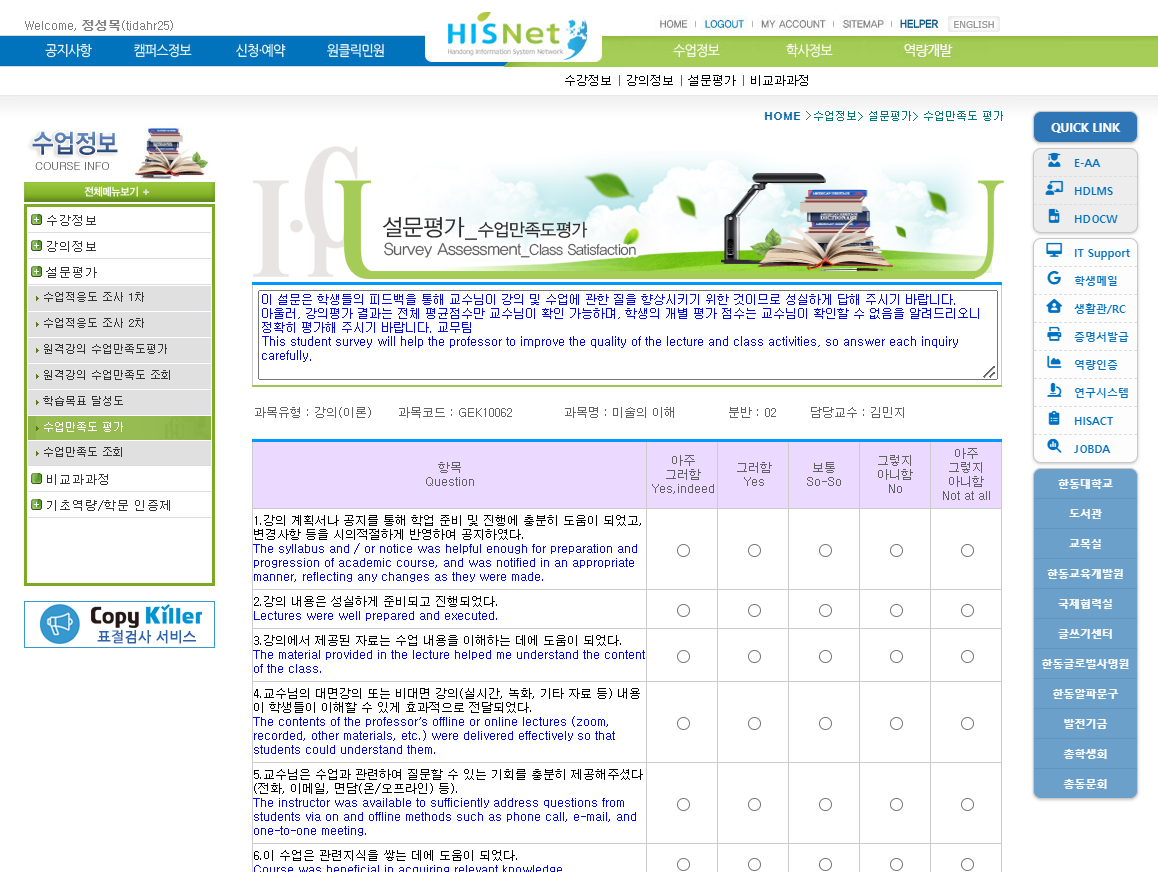 Welcome, 정성목(tidahr25)
HISNet
Handong Information System Network
HOME | LOGOUT | MY ACCOUNT | SITEMAP | HELPER ENGLISH
공지사항 캠퍼스정보 신청·예약 원클릭민원 수업정보 학사정보 역량개발
수강정보 | 강의정보 | 설문평가 | 비교과과정
HOME >수업정보> 설문평가> 수업만족도 평가
수업정보
COURSE INFO
전체메뉴보기 +
수강정보
강의정보
설문평가
수업적응도 조사 1차
수업적응도 조사 2차
원격강의 수업만족도평가
원격강의 수업만족도 조회
학습목표 달성도
수업만족도 평가
수업만족도 조회
비교과과정
기초역량/학문 인증제
Copy Killer
표절검사 서비스
설문평가_수업만족도평가
Survey Assessment_Class Satisfaction
이 설문은 학생들의 피드백을 통해 교수님이 강의 및 수업에 관한 질을 향상시키기 위한 것이므로 성실하게 답해 주시기 바랍니다.
아울러, 강의평가 결과는 전체 평균점수만 교수님이 확인 가능하며, 학생의 개별 평가 점수는 교수님이 확인할 수 없음을 알려드리오니
정확히 평가해 주시기 바랍니다. 교무팀
This student survey will help the professor to improve the quality of the lecture and class activities, so answer each inquiry
carefully.
과목유형 : 강의(이론) 과목코드 : GEK10062 과목명 : 미술의 이해 분반 : 02 담당교수 : 김민지
항목
Question
아주
그러함
Yes,indeed
그러함
Yes
보통
So-So
그렇지
아니함
No
아주
그렇지
아니함
Not at all
1.강의 계획서나 공지를 통해 학업 준비 및 진행에 충분히 도움이 되었고,
변경사항 등을 시의적절하게 반영하여 공지하였다.
The syllabus and / or notice was helpful enough for preparation and
progression of academic course, and was notified in an appropriate
manner, reflecting any changes as they were made.
2.강의 내용은 성실하게 준비되고 진행되었다.
Lectures were well prepared and executed.
3.강의에서 제공된 자료는 수업 내용을 이해하는 데에 도움이 되었다.
The material provided in the lecture helped me understand the content
of the class.
4.교수님의 대면강의 또는 비대면 강의(실시간, 녹화, 기타 자료 등) 내용
이 학생들이 이해할 수 있게 효과적으로 전달되었다.
The contents of the professor's offline or online lectures (zoom,
recorded, other materials, etc.) were delivered effectively so that
students could understand them.
5.교수님은 수업과 관련하여 질문할 수 있는 기회를 충분히 제공해주셨다
(전화, 이메일, 면담(온/오프라인) 등).
The instructor was available to sufficiently address questions from
students via on and offline methods such as phone call, e-mail, and
one-to-one meeting.
6.이 수업은 관련지식을 쌓는 데에 도움이 되었다.
Course was beneficial in acquiring relevant knowledge.
QUICK LINK
E-AA
HDLMS
HDOCW
IT Support
학생메일
생활관/RC
증명서발급
역량인증
연구시스템
HISACT
JOBDA
한동대학교
도서관
교목실
한동교육개발원
국제협력실
글쓰기센터
한동글로벌사명원
한동알파문구
발전기금
총학생회
총동문회